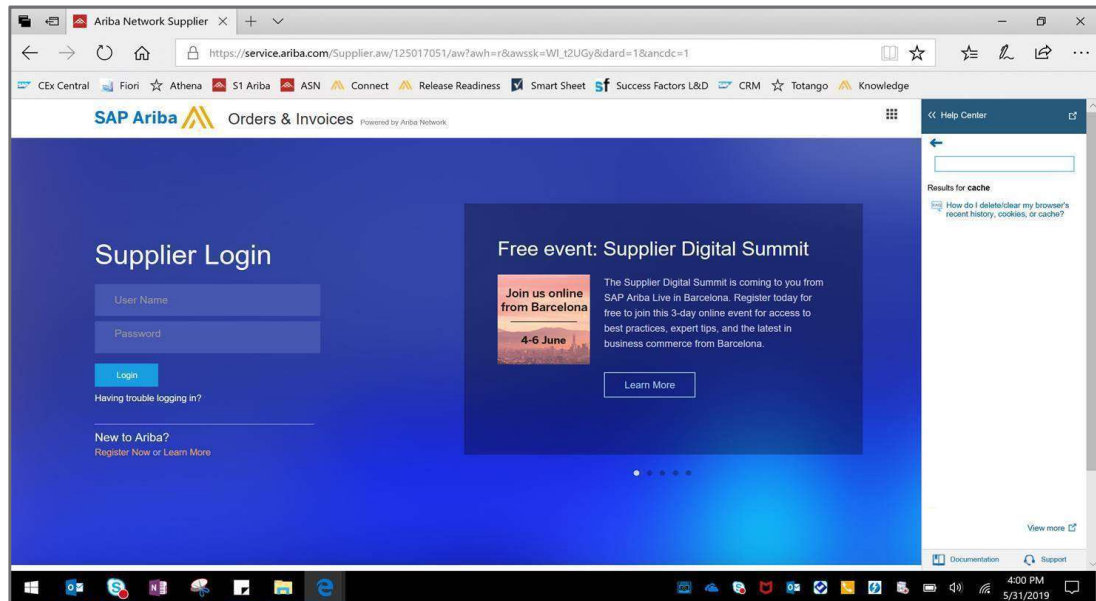 Ariba Network Supplier
https://service.ariba.com/Supplier.aw/125017051/aw?awh=r&awssk=WI_t2UGy&dard=1&ancdc=1
CEx Central Fiori Athena S1 Ariba ASN Connect Release Readiness Smart Sheet Sf Success Factors L&D CRM Totango Knowledge
SAP Ariba Orders & Invoices Powered by Ariba Network
<< Help Center
Results for cache
How do I delete/clear my browser's
recent history, cookies, or cache?
Supplier Login
User Name
Password
Login
Having trouble logging in?
New to Ariba?
Register Now or Learn More
Free event: Supplier Digital Summit
Join us online
from Barcelona
4-6 June
The Supplier Digital Summit is coming to you from
SAP Ariba Live in Barcelona. Register today for
free to join this 3-day online event for access to
best practices, expert tips, and the latest in
business commerce from Barcelona.
Learn More
View more
Documentation Support
4:00 PM
5/31/2019